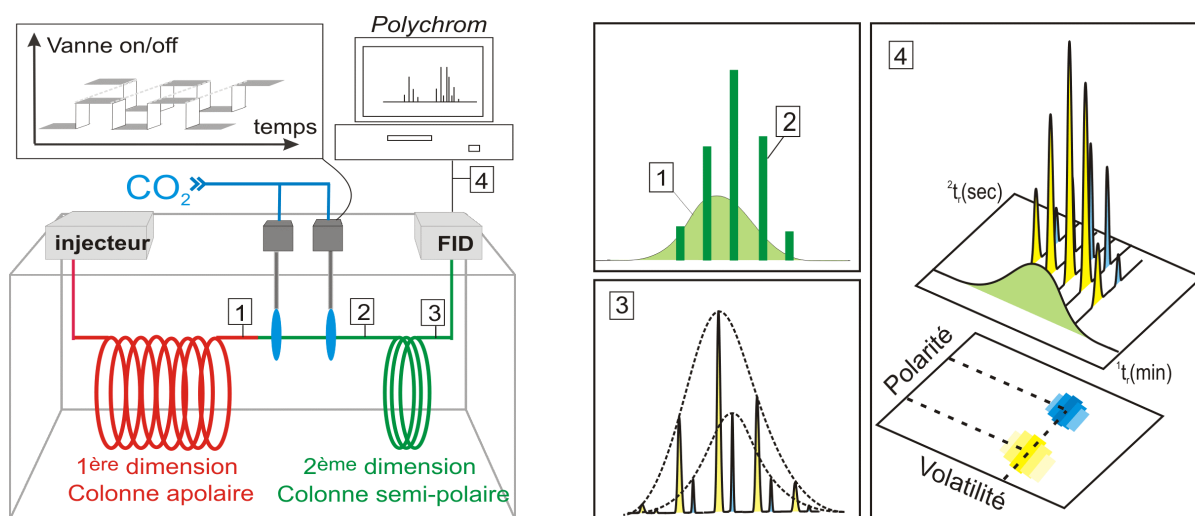 Vanne on/off
temps
Polychrom
4
CO2
injecteur
FID
1
2
3
1ère dimension
Colonne apolaire
2ème dimension
Colonne semi-polaire
1
2
3
4
²tr(sec)
¹tr(min)
Polarité
Volatilité